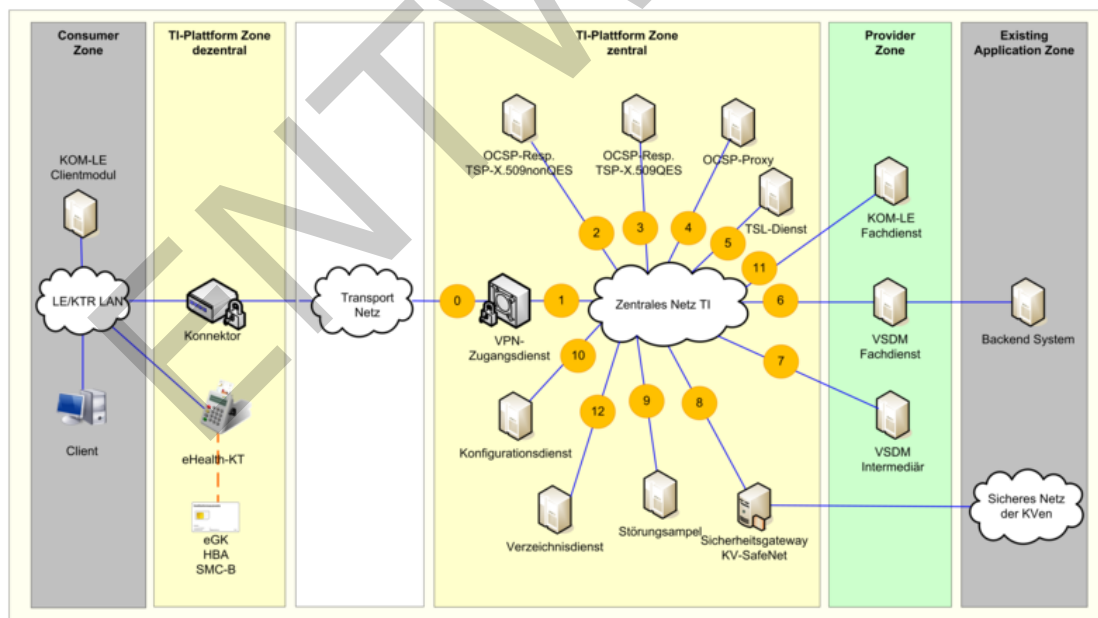 Consumer
Zone
TI-Plattform Zone
dezentral
TI-Plattform Zone
zentral
Provider
Zone
Existing
Application Zone
KOM-LE
Clientmodul
LE/KTR LAN
Client
Konnektor
eHealth-KT
eGK
HBA
SMC-B
Transport
Netz
0
VPN-
Zugangsdienst
1
OCSP-Resp.
TSP-X.509nonQES
2
OCSP-Resp.
TSP-X.509QES
3
OCSP-Proxy
4
TSL-Dienst
5
11
6
Zentrales Netz TI
7
10
12
9
8
Konfigurationsdienst
Verzeichnisdienst
Störungsampel
Sicherheitsgateway
KV-SafeNet
KOM-LE
Fachdienst
VSDM
Fachdienst
VSDM
Intermediär
Backend System
Sicheres Netz
der KVen